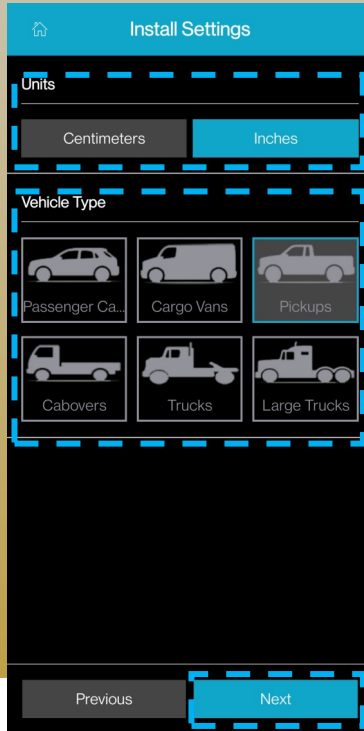 Install Settings
Units
Centimeters Inches
Vehicle Type
Passenger Ca... Cargo Vans Pickups
Cabovers Trucks Large Trucks
Previous Next